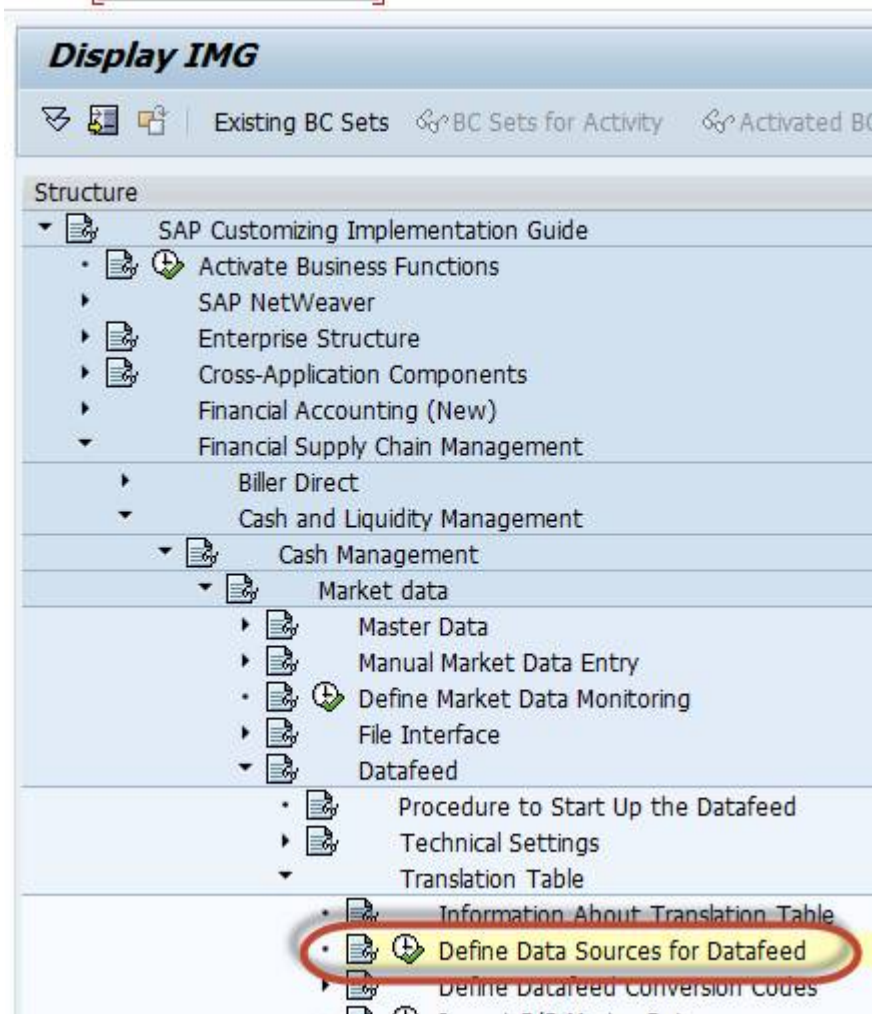 Display IMG
Existing BC Sets BC Sets for Activity Activated BC
Structure
SAP Customizing Implementation Guide
Activate Business Functions
SAP NetWeaver
Enterprise Structure
Cross-Application Components
Financial Accounting (New)
Financial Supply Chain Management
Biller Direct
Cash and Liquidity Management
Cash Management
Market data
Master Data
Manual Market Data Entry
Define Market Data Monitoring
File Interface
Datafeed
Procedure to Start Up the Datafeed
Technical Settings
Translation Table
Information About Translation Table
Define Data Sources for Datafeed
Define Datafeed Conversion Codes